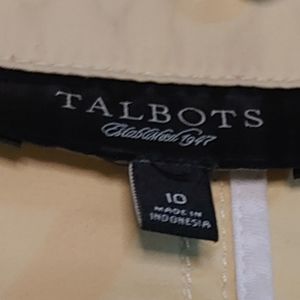 TALBOTS
Established 1947
10
MADE IN
INDONESIA